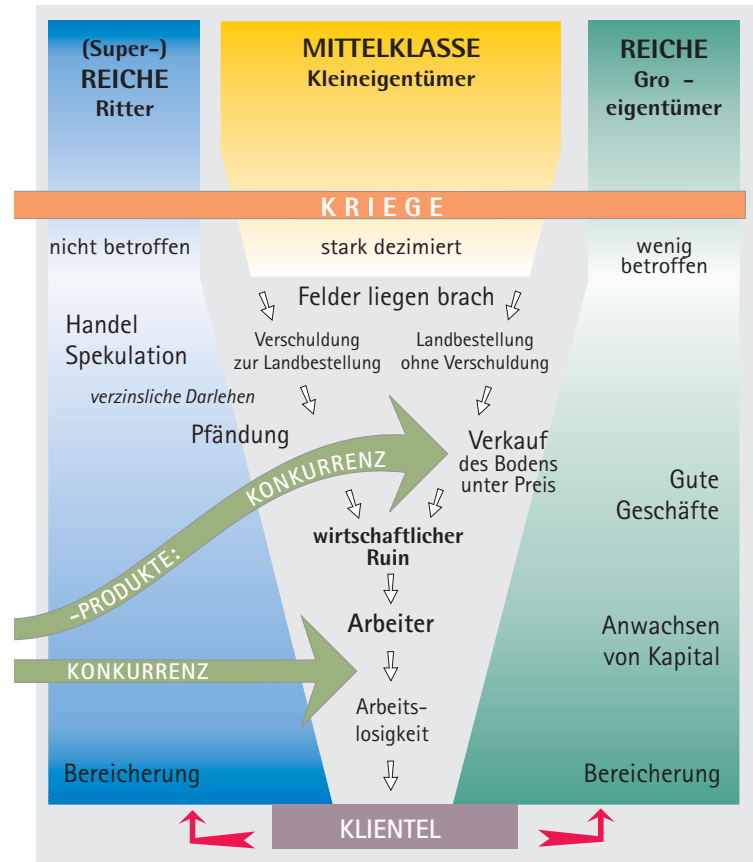 (Super-)
REICHE
Ritter
MITTELKLASSE
Kleineigentümer
REICHE
Gro -
eigentümer
KRIEGE
nicht betroffen
stark dezimiert
wenig
betroffen
Felder liegen brach
Handel
Spekulation
Verschuldung
zur Landbestellung
Landbestellung
ohne Verschuldung
verzinsliche Darlehen
Pfändung
Verkauf
des Bodens
unter Preis
-PRODUKTE: KONKURRENZ
Gute
Geschäfte
wirtschaftlicher
Ruin
Arbeiter
Anwachsen
von Kapital
KONKURRENZ
Arbeits-
losigkeit
Bereicherung
Bereicherung
KLIENTEL